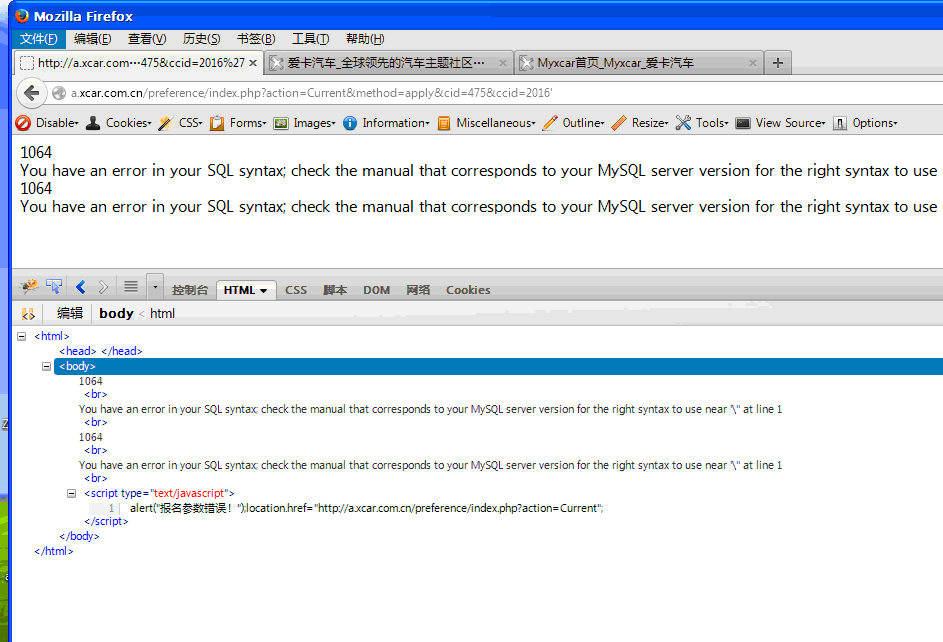 Mozilla Firefox
文件(F) 编辑(E) 查看(V) 历史(S) 书签(B) 工具(T) 帮助(H)
http://a.xcar.com···475&ccid=2016%27 × 爱卡汽车_全球领先的汽车主题社区··· × Myxcar首页_Myxcar_爱卡汽车 × +
a.xcar.com.cn/preference/index.php?action=Current&method=apply&cid=475&ccid=2016'
Disable Cookies CSS Forms Images Information Miscellaneous Outline Resize Tools View Source Options
1064
You have an error in your SQL syntax; check the manual that corresponds to your MySQL server version for the right syntax to use
1064
You have an error in your SQL syntax; check the manual that corresponds to your MySQL server version for the right syntax to use
控制台 HTML CSS 脚本 DOM 网络 Cookies
编辑 body < html
<html>
<head> </head>
<body>
1064
<br>
You have an error in your SQL syntax; check the manual that corresponds to your MySQL server version for the right syntax to use near '\'' at line 1
<br>
1064
<br>
You have an error in your SQL syntax; check the manual that corresponds to your MySQL server version for the right syntax to use near '\'' at line 1
<br>
<script type="text/javascript">
1 alert("报名参数错误！");location.href="http://a.xcar.com.cn/preference/index.php?action=Current";
</script>
</body>
</html>